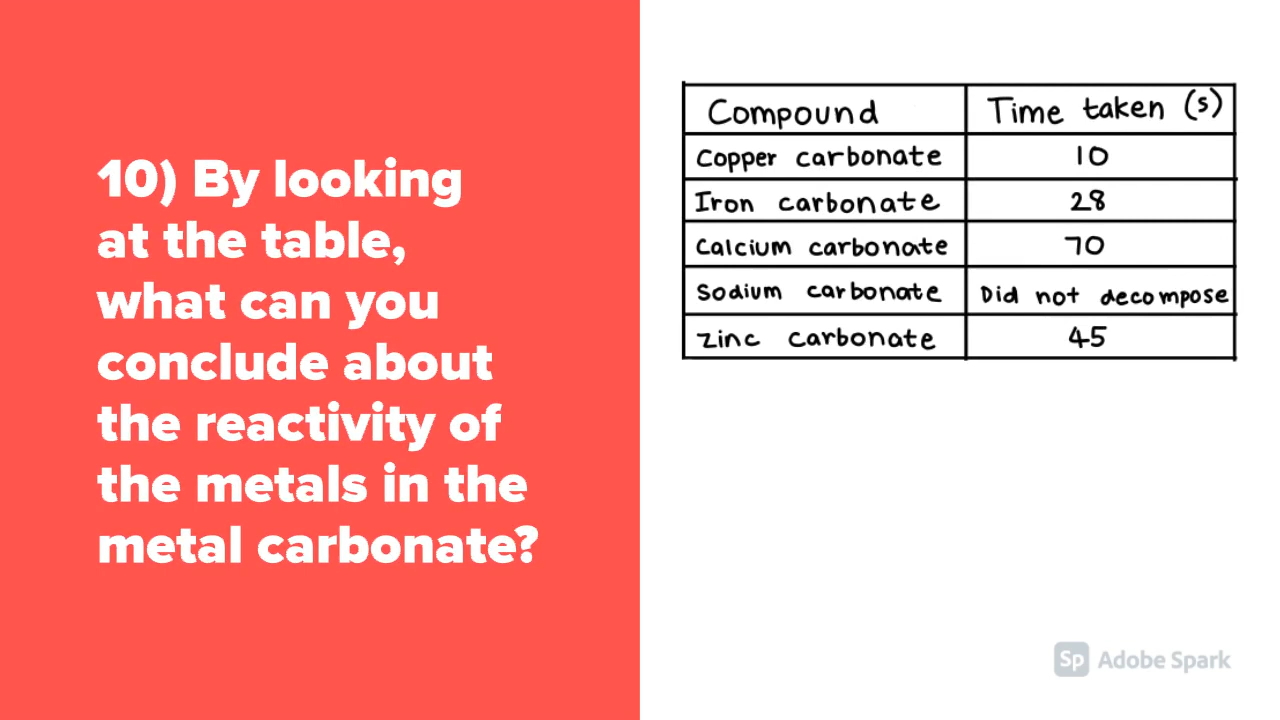 10) By looking
at the table,
what can you
conclude about
the reactivity of
the metals in the
metal carbonate?
Compound Time taken (s)
Copper carbonate 10
Iron carbonate 28
Calcium carbonate 70
Sodium carbonate Did not decompose
Zinc carbonate 45
Sp Adobe Spark